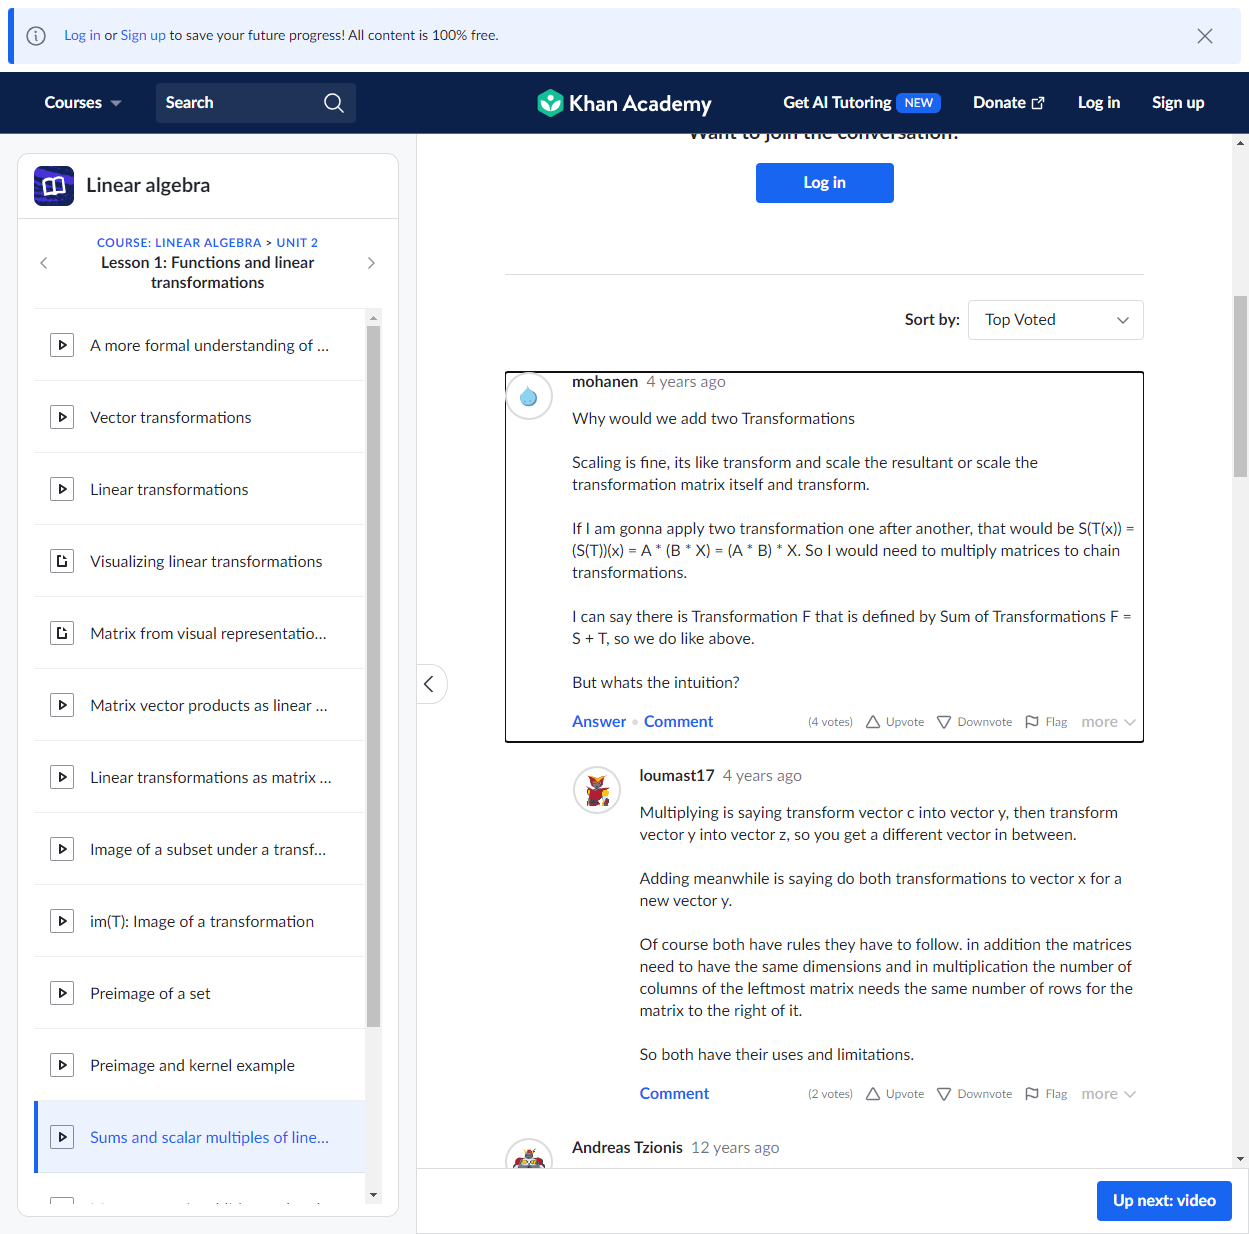 Log in or Sign up to save your future progress! All content is 100% free.
Courses
Search
Khan Academy
Get AI Tutoring NEW
Donate
Log in
Sign up
Linear algebra
COURSE: LINEAR ALGEBRA > UNIT 2
Lesson 1: Functions and linear
transformations
A more formal understanding of ...
Vector transformations
Linear transformations
Visualizing linear transformations
Matrix from visual representatio...
Matrix vector products as linear ...
Linear transformations as matrix ...
Image of a subset under a transf...
im(T): Image of a transformation
Preimage of a set
Preimage and kernel example
Sums and scalar multiples of line...
Want to join the conversation?
Log in
Sort by: Top Voted
mohanen 4 years ago
Why would we add two Transformations
Scaling is fine, its like transform and scale the resultant or scale the
transformation matrix itself and transform.
If I am gonna apply two transformation one after another, that would be S(T(x)) =
(S(T))(x) = A * (B * X) = (A * B) * X. So I would need to multiply matrices to chain
transformations.
I can say there is Transformation F that is defined by Sum of Transformations F =
S + T, so we do like above.
But whats the intuition?
Answer • Comment (4 votes) Upvote Downvote Flag more
loumast17 4 years ago
Multiplying is saying transform vector c into vector y, then transform
vector y into vector z, so you get a different vector in between.
Adding meanwhile is saying do both transformations to vector x for a
new vector y.
Of course both have rules they have to follow. in addition the matrices
need to have the same dimensions and in multiplication the number of
columns of the leftmost matrix needs the same number of rows for the
matrix to the right of it.
So both have their uses and limitations.
Comment (2 votes) Upvote Downvote Flag more
Andreas Tzionis 12 years ago
Up next: video